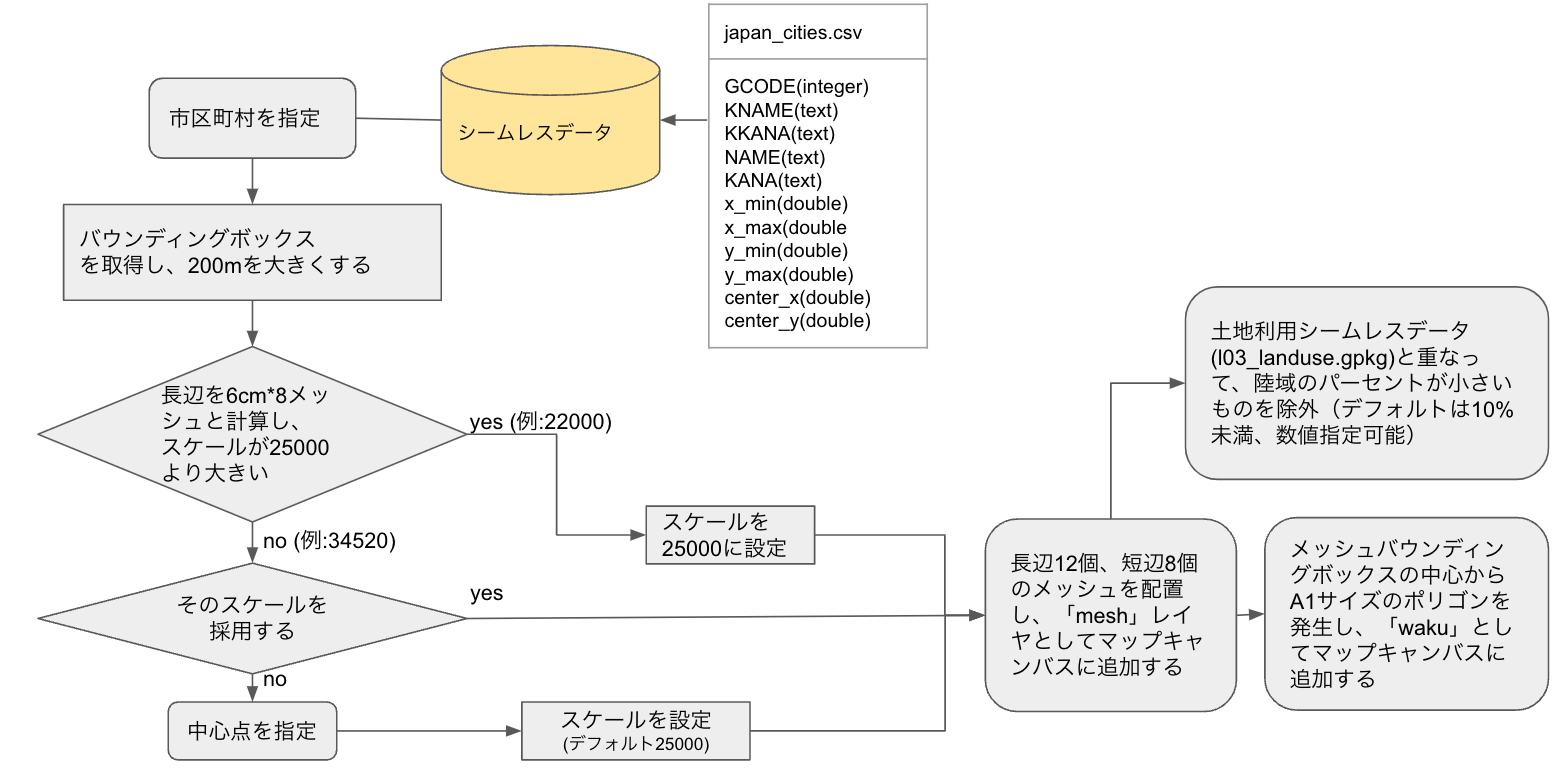 japan_cities.csv
GCODE(integer)
KNAME(text)
KKANA(text)
NAME(text)
KANA(text)
x_min(double)
x_max(double
y_min(double)
y_max(double)
center_x(double)
center_y(double)
市区町村を指定
シームレスデータ
バウンディングボックス
を取得し、200mを大きくする
長辺を6cm*8メッ
シュと計算し、
スケールが25000
より大きい
yes (例:22000)
no (例:34520)
スケールを
25000に設定
そのスケールを
採用する
yes
no
中心点を指定
スケールを設定
(デフォルト25000)
長辺12個、短辺8個
のメッシュを配置
し、「mesh」レイ
ヤとしてマップキャ
ンバスに追加する
土地利用シームレスデータ
(l03_landuse.gpkg)と重なっ
て、陸域のパーセントが小さい
ものを除外（デフォルトは10%
未満、数値指定可能）
メッシュバウンディン
グボックスの中心から
A1サイズのポリゴンを
発生し、「waku」とし
てマップキャンバスに
追加する